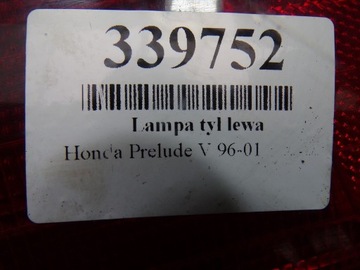 339752
Lampa tył lewa
Honda Prelude V 96-01